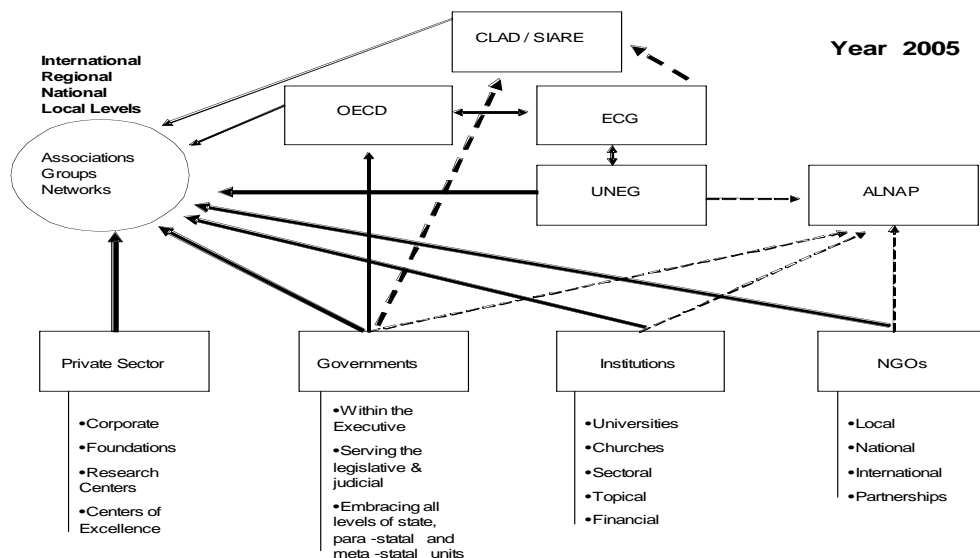 CLAD / SIARE
Year 2005
International
Regional
National
Local Levels
OECD
ECG
Associations
Groups
Networks
UNEG
ALNAP
Private Sector
Governments
Institutions
NGOs
•Corporate
•Foundations
•Research
Centers
•Centers of
Excellence
•Within the
Executive
•Serving the
legislative &
judicial
•Embracing all
levels of state,
para -statal and
meta -statal units
•Universities
•Churches
•Sectoral
•Topical
•Financial
•Local
•National
•International
•Partnerships